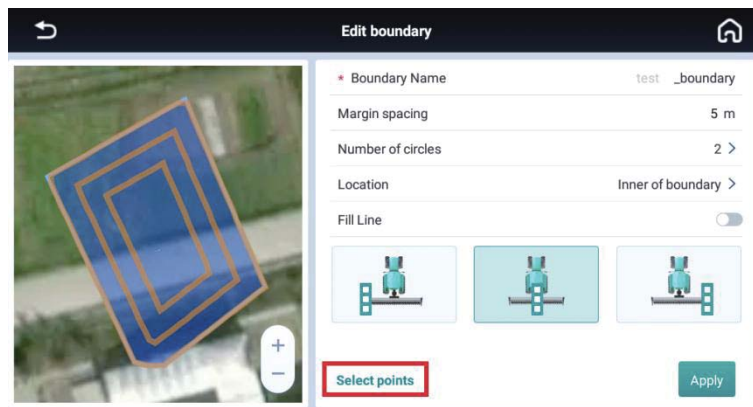 Edit boundary
* Boundary Name test _boundary
Margin spacing 5 m
Number of circles 2 >
Location Inner of boundary >
Fill Line
+
−
Select points Apply